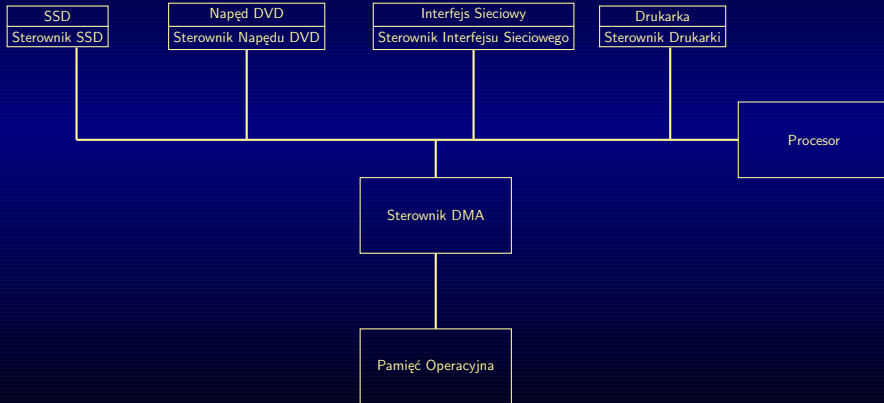 SSD
Sterownik SSD
Napęd DVD
Sterownik Napędu DVD
Interfejs Sieciowy
Sterownik Interfejsu Sieciowego
Drukarka
Sterownik Drukarki
Procesor
Sterownik DMA
Pamięć Operacyjna